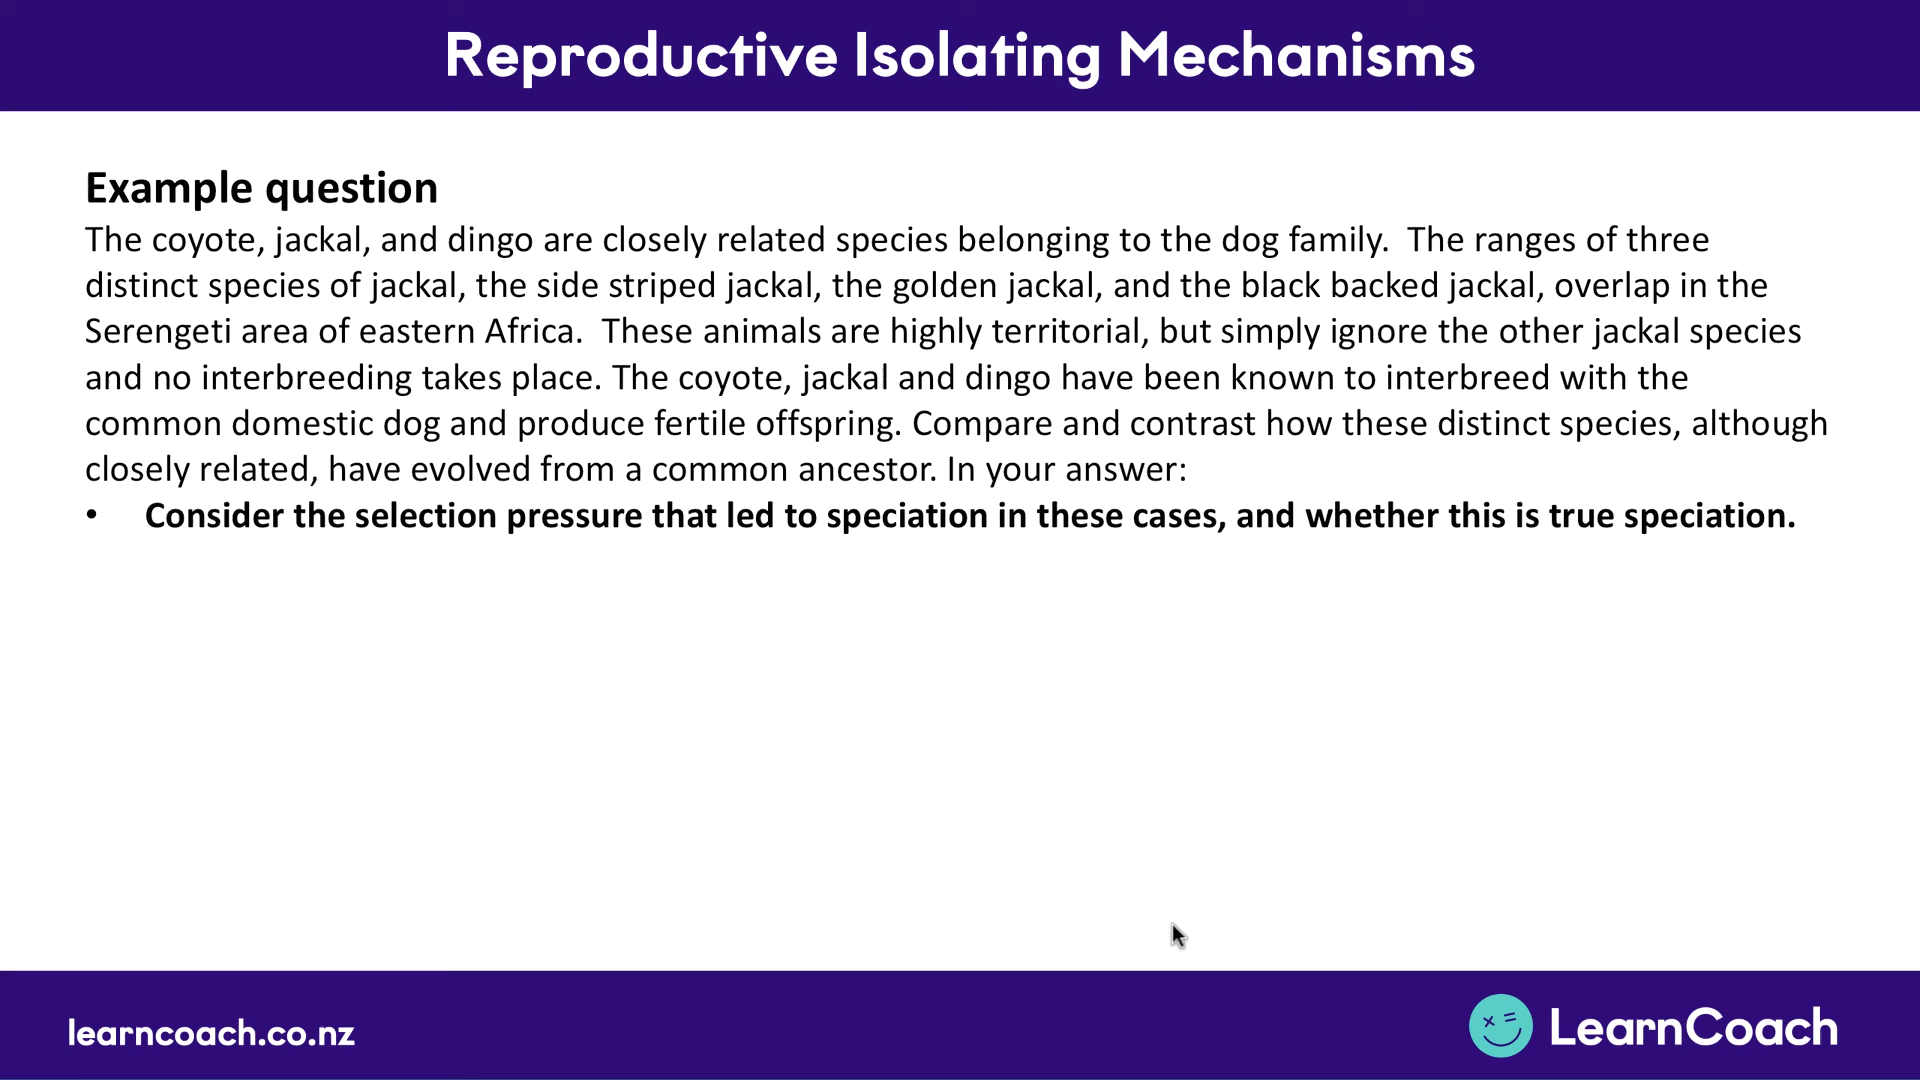 Reproductive Isolating Mechanisms
Example question
The coyote, jackal, and dingo are closely related species belonging to the dog family.  The ranges of three
distinct species of jackal, the side striped jackal, the golden jackal, and the black backed jackal, overlap in the
Serengeti area of eastern Africa.  These animals are highly territorial, but simply ignore the other jackal species
and no interbreeding takes place. The coyote, jackal and dingo have been known to interbreed with the
common domestic dog and produce fertile offspring. Compare and contrast how these distinct species, although
closely related, have evolved from a common ancestor. In your answer:
• Consider the selection pressure that led to speciation in these cases, and whether this is true speciation.
learncoach.co.nz
LearnCoach